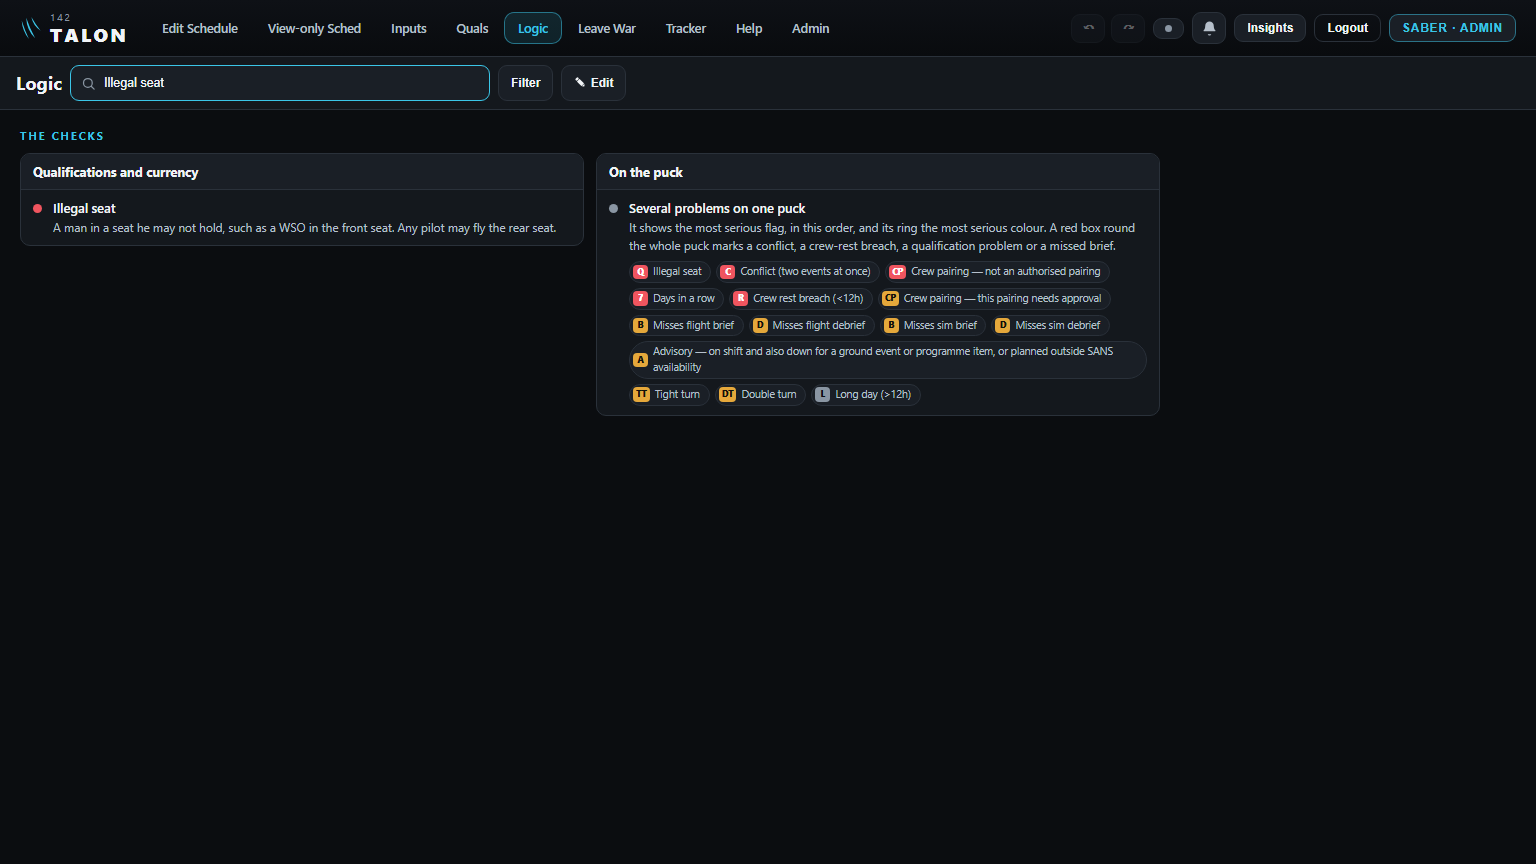 142
TALON
Edit Schedule
View-only Sched
Inputs
Quals
Logic
Leave War
Tracker
Help
Admin
Insights
Logout
SABER · ADMIN
Logic
Illegal seat
Filter
Edit
THE CHECKS
Qualifications and currency
Illegal seat
A man in a seat he may not hold, such as a WSO in the front seat. Any pilot may fly the rear seat.
On the puck
Several problems on one puck
It shows the most serious flag, in this order, and its ring the most serious colour. A red box round
the whole puck marks a conflict, a crew-rest breach, a qualification problem or a missed brief.
Q Illegal seat
C Conflict (two events at once)
CP Crew pairing — not an authorised pairing
7 Days in a row
R Crew rest breach (<12h)
CP Crew pairing — this pairing needs approval
B Misses flight brief
D Misses flight debrief
B Misses sim brief
D Misses sim debrief
A Advisory — on shift and also down for a ground event or programme item, or planned outside SANS
availability
TT Tight turn
DT Double turn
L Long day (>12h)